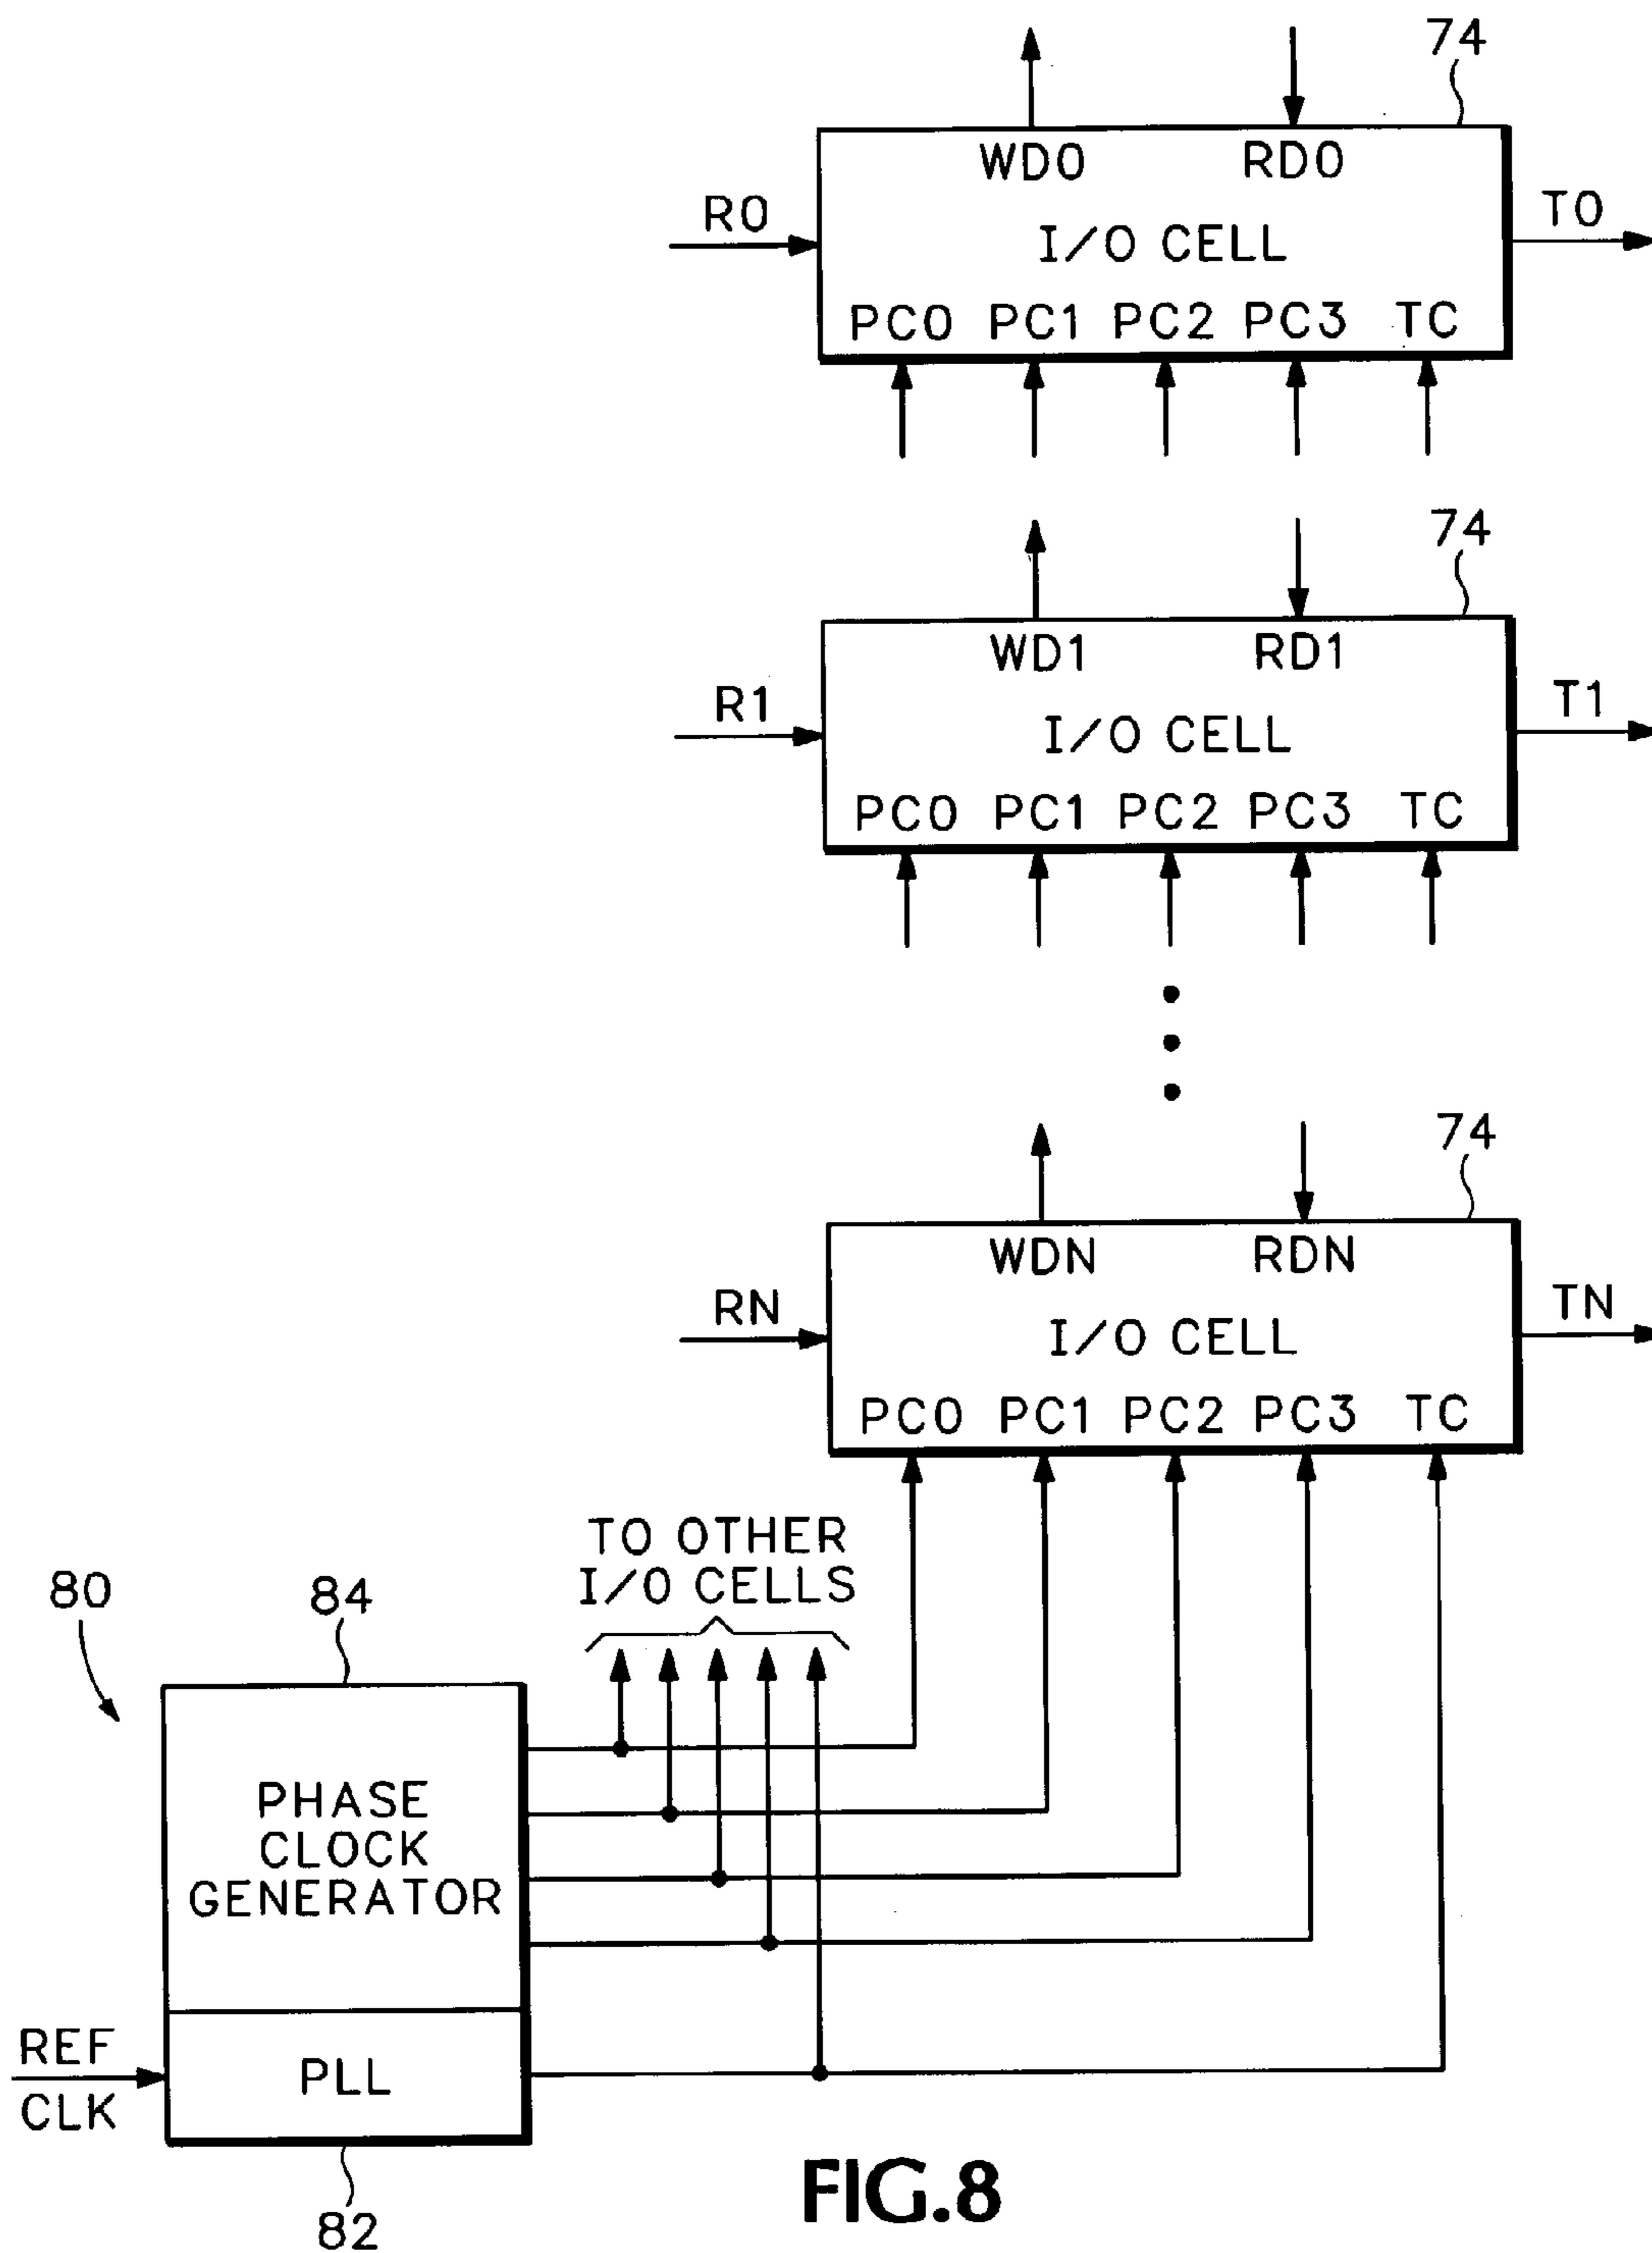 74
WD0 RD0
R0 I/O CELL T0
PC0 PC1 PC2 PC3 TC
74
WD1 RD1
R1 I/O CELL T1
PC0 PC1 PC2 PC3 TC
74
WDN RDN
RN I/O CELL TN
PC0 PC1 PC2 PC3 TC
TO OTHER
I/O CELLS
80
84
PHASE
CLOCK
GENERATOR
REF
CLK
PLL
82
FIG.8